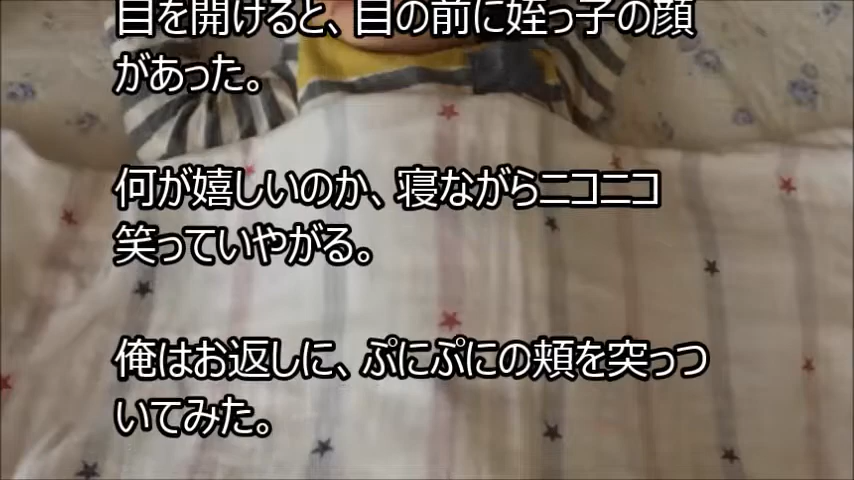 目を開けると、目の前に姪っ子の顔
があった。
何が嬉しいのか、寝ながらニコニコ
笑っていやがる。
俺はお返しに、ぷにぷにの頬を突っつ
いてみた。